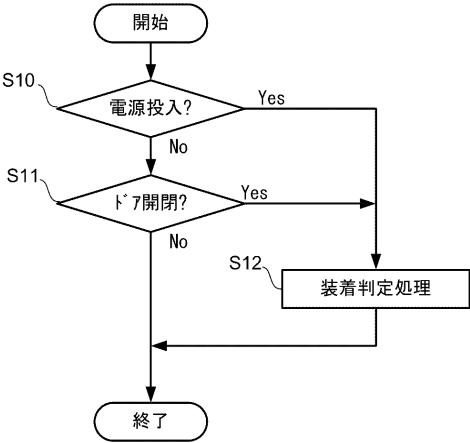 開始
S10
電源投入?
Yes
No
S11
ﾄﾞｱ開閉?
Yes
No
S12
装着判定処理
終了